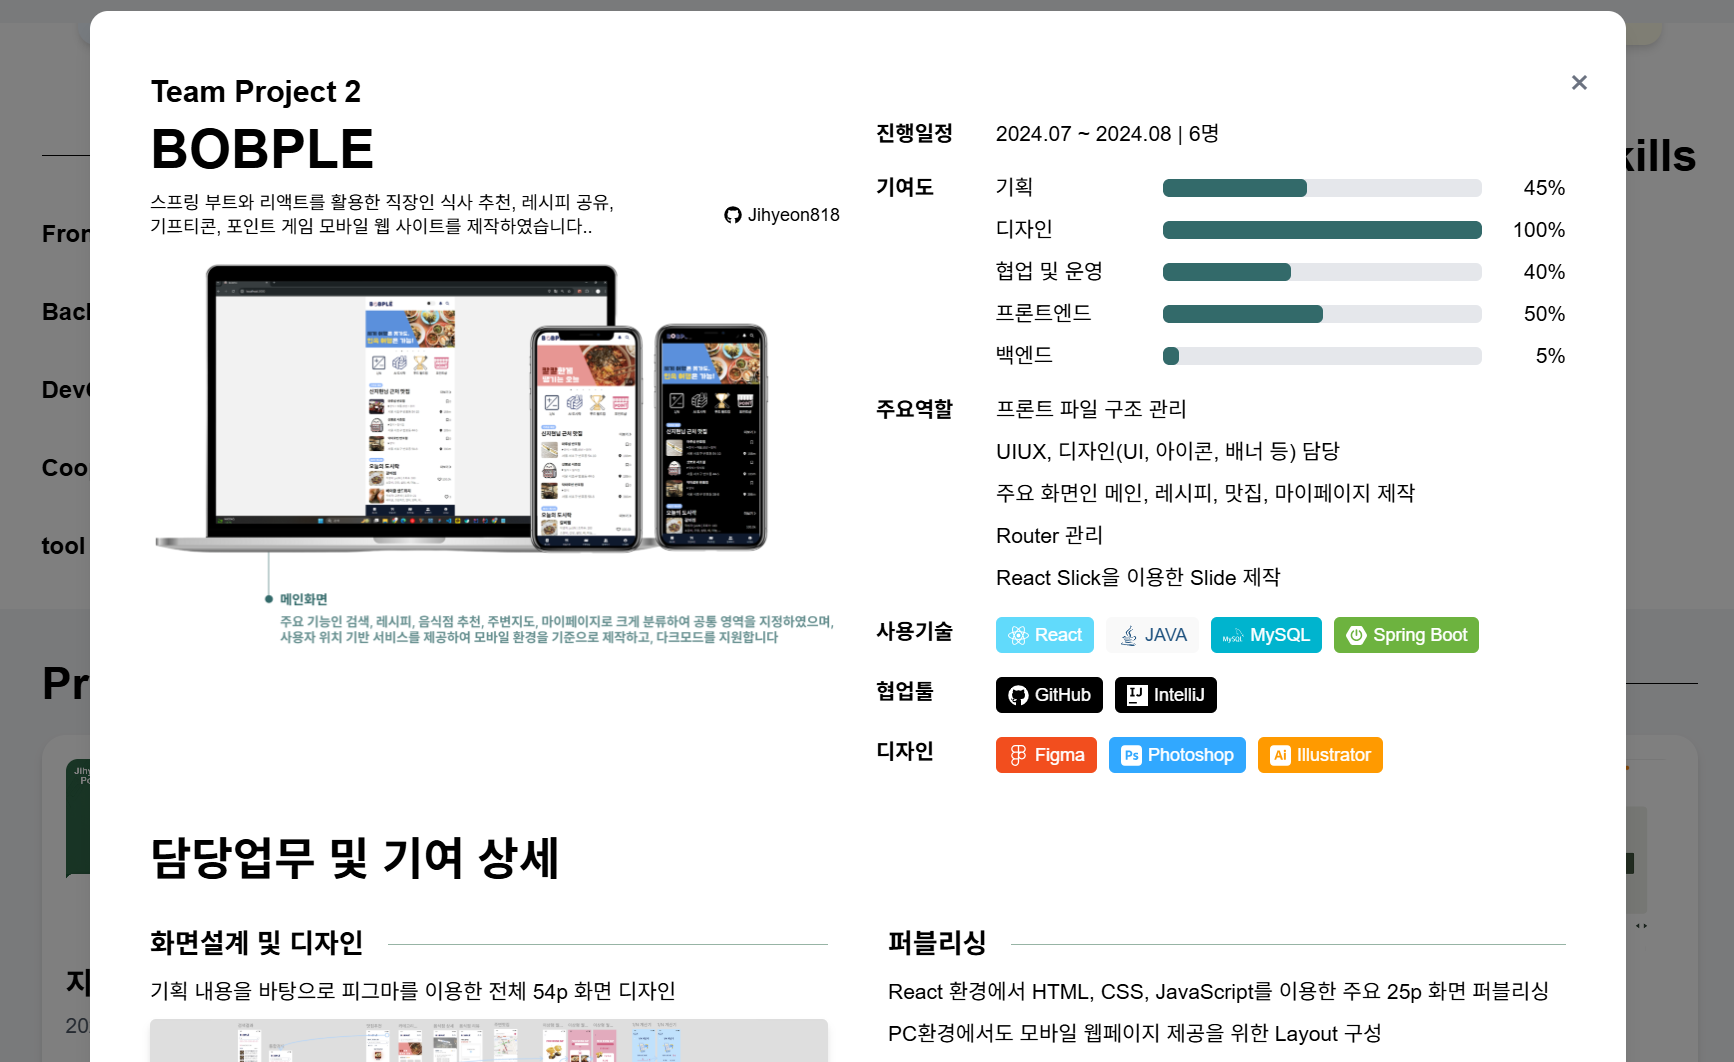 Team Project 2
BOBPLE
스프링 부트와 리액트를 활용한 직장인 식사 추천, 레시피 공유,
기프티콘, 포인트 게임 모바일 웹 사이트를 제작하였습니다..
Jihyeon818
메인화면
주요 기능인 검색, 레시피, 음식점 추천, 주변지도, 마이페이지로 크게 분류하여 공통 영역을 지정하였으며,
사용자 위치 기반 서비스를 제공하여 모바일 환경을 기준으로 제작하고, 다크모드를 지원합니다
진행일정 2024.07 ~ 2024.08 | 6명
기여도 기획 45%
디자인 100%
협업 및 운영 40%
프론트엔드 50%
백엔드 5%
주요역할 프론트 파일 구조 관리
UIUX, 디자인(UI, 아이콘, 배너 등) 담당
주요 화면인 메인, 레시피, 맛집, 마이페이지 제작
Router 관리
React Slick을 이용한 Slide 제작
사용기술 React JAVA MySQL Spring Boot
협업툴 GitHub IntelliJ
디자인 Figma Photoshop Illustrator
담당업무 및 기여 상세
화면설계 및 디자인
기획 내용을 바탕으로 피그마를 이용한 전체 54p 화면 디자인
퍼블리싱
React 환경에서 HTML, CSS, JavaScript를 이용한 주요 25p 화면 퍼블리싱
PC환경에서도 모바일 웹페이지 제공을 위한 Layout 구성
kills
Fron
Back
Dev
Coo
tool
Pr
Jihy
Po
20